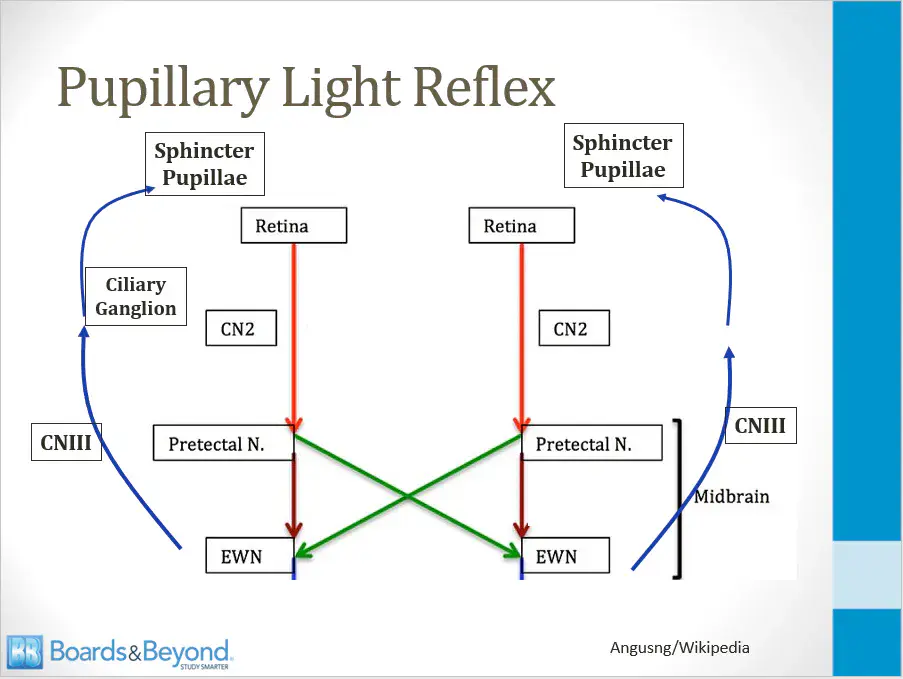 Pupillary Light Reflex
Sphincter
Pupillae
Sphincter
Pupillae
Retina
Retina
Ciliary
Ganglion
CN2
CN2
CNIII
Pretectal N.
Pretectal N.
CNIII
Midbrain
EWN
EWN
BB Boards&Beyond.
STUDY SMARTER
Angusng/Wikipedia